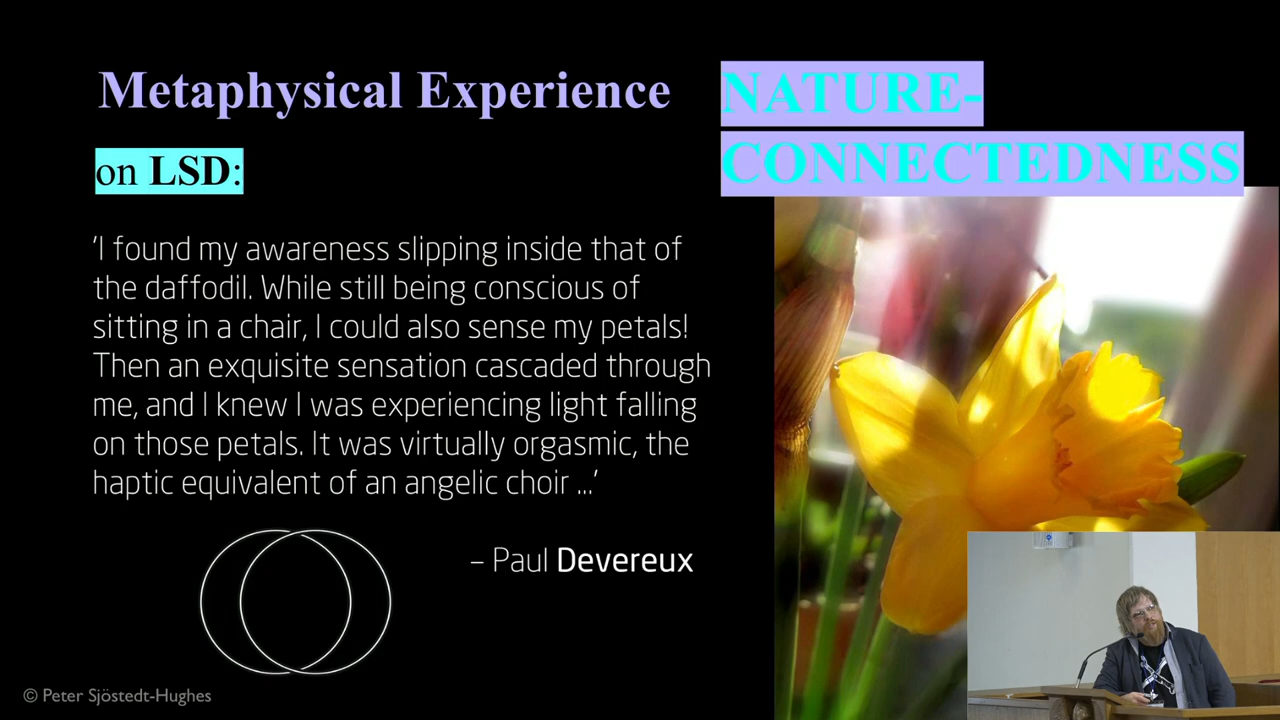 Metaphysical Experience
on LSD:
NATURE-
CONNECTEDNESS
'I found my awareness slipping inside that of
the daffodil. While still being conscious of
sitting in a chair, I could also sense my petals!
Then an exquisite sensation cascaded through
me, and I knew I was experiencing light falling
on those petals. It was virtually orgasmic, the
haptic equivalent of an angelic choir ...'
– Paul Devereux
© Peter Sjöstedt-Hughes